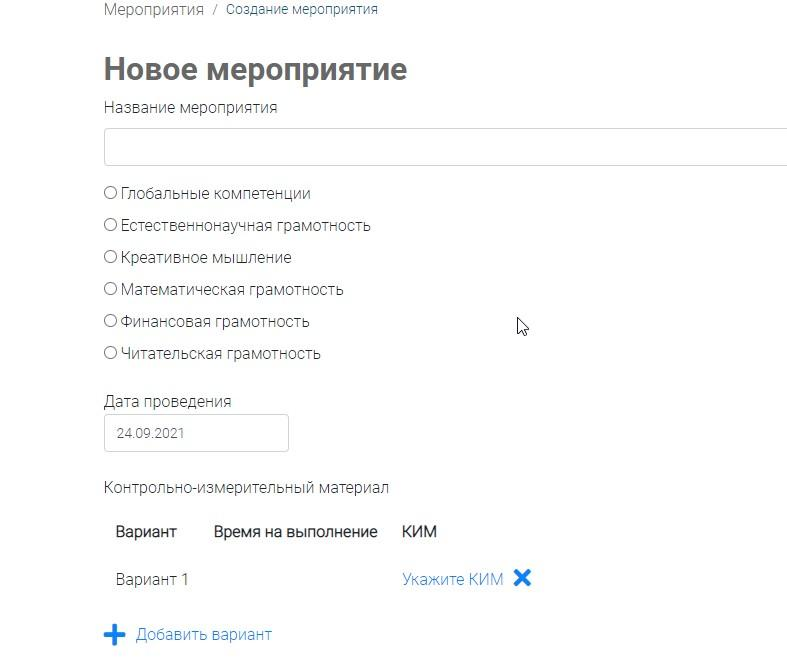 Мероприятия / Создание мероприятия
Новое мероприятие
Название мероприятия
Глобальные компетенции
Естественнонаучная грамотность
Креативное мышление
Математическая грамотность
Финансовая грамотность
Читательская грамотность
Дата проведения
24.09.2021
Контрольно-измерительный материал
Вариант Время на выполнение КИМ
Вариант 1 Укажите КИМ
Добавить вариант